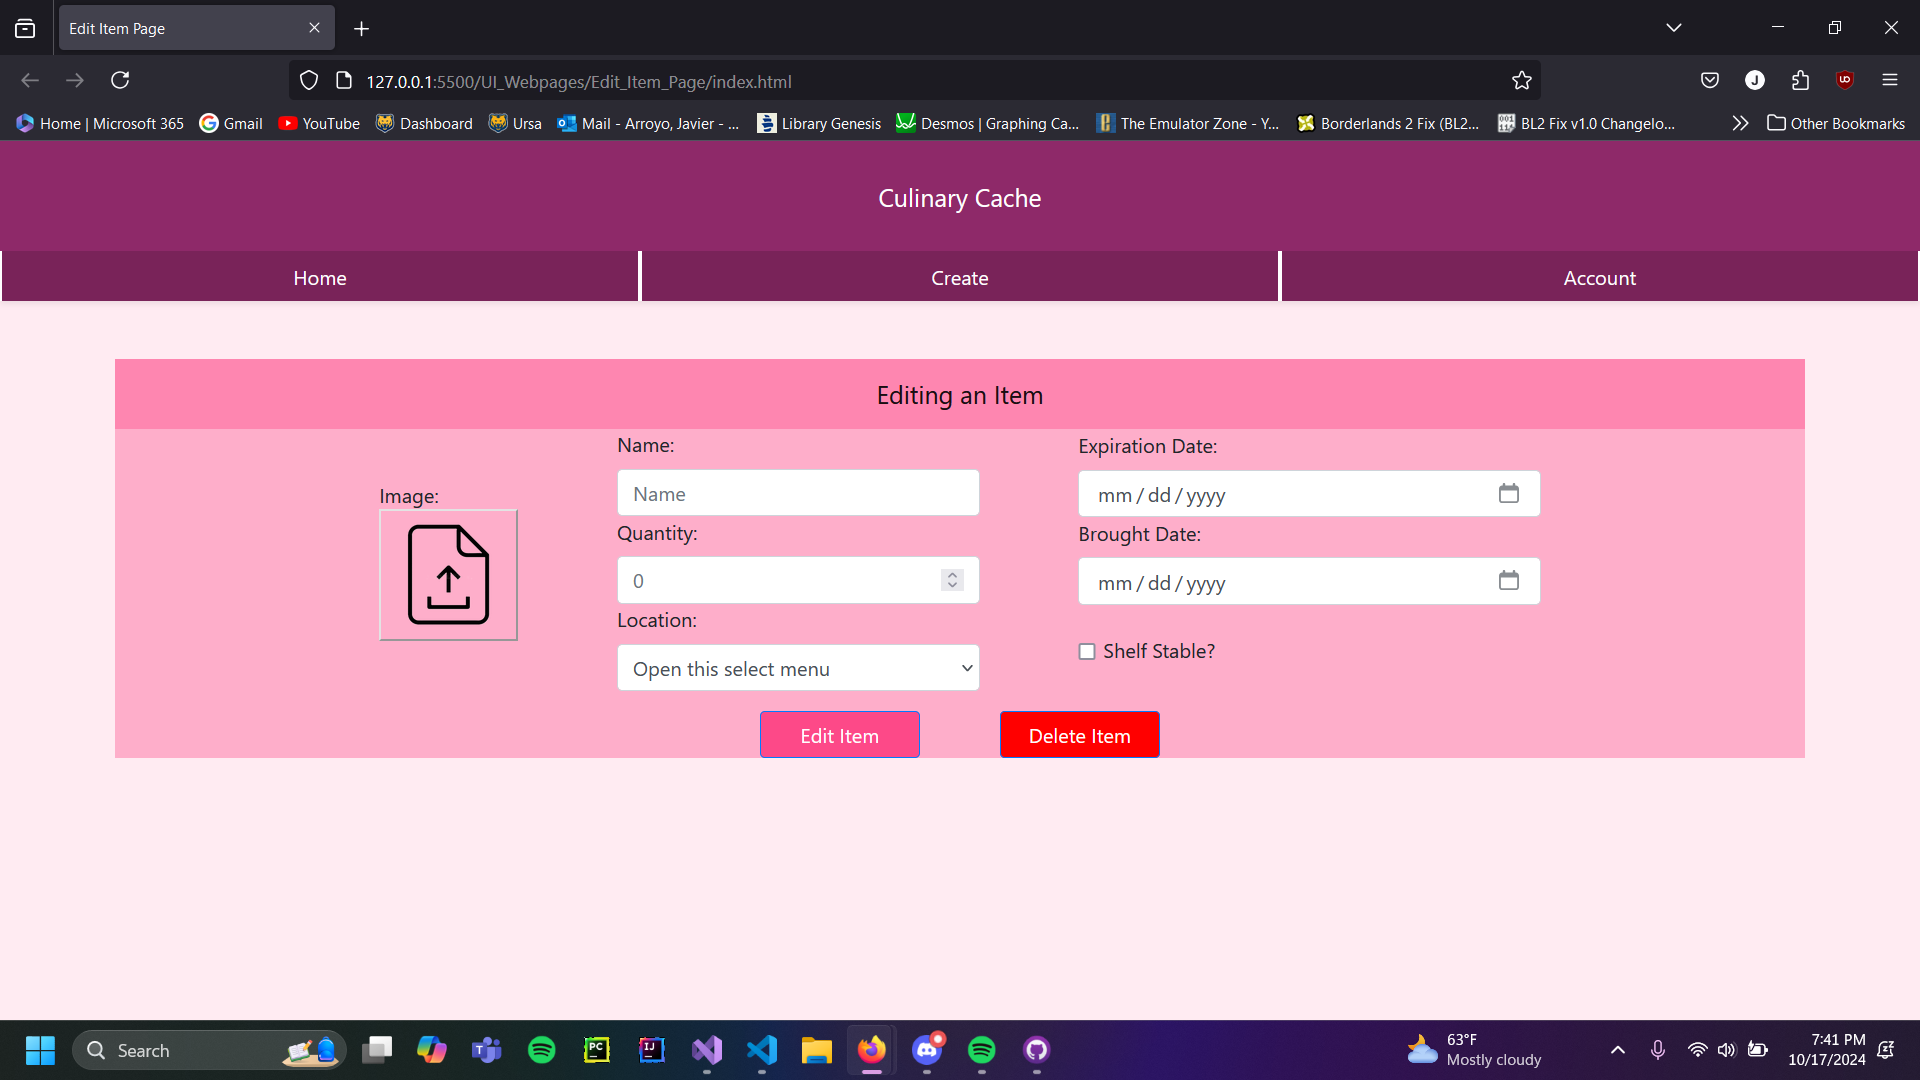 Edit Item Page
127.0.0.1:5500/UI_Webpages/Edit_Item_Page/index.html
J
UO
Home | Microsoft 365
Gmail
YouTube
Dashboard
Ursa
Mail - Arroyo, Javier - ...
Library Genesis
Desmos | Graphing Ca...
The Emulator Zone - Y...
Borderlands 2 Fix (BL2...
BL2 Fix v1.0 Changelo...
Other Bookmarks
Culinary Cache
Home
Create
Account
Editing an Item
Image:
Name:
Name
Quantity:
0
Location:
Open this select menu
Expiration Date:
mm / dd / yyyy
Brought Date:
mm / dd / yyyy
Shelf Stable?
Edit Item
Delete Item
Search
PC
IJ
63°F
Mostly cloudy
7:41 PM
10/17/2024